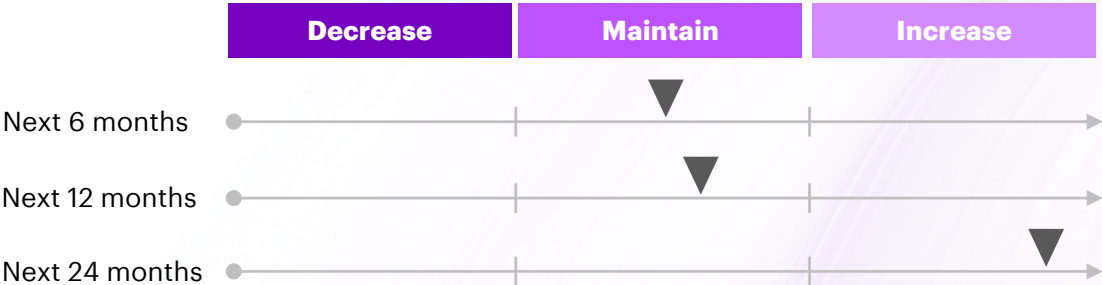 Decrease Maintain Increase
Next 6 months
Next 12 months
Next 24 months